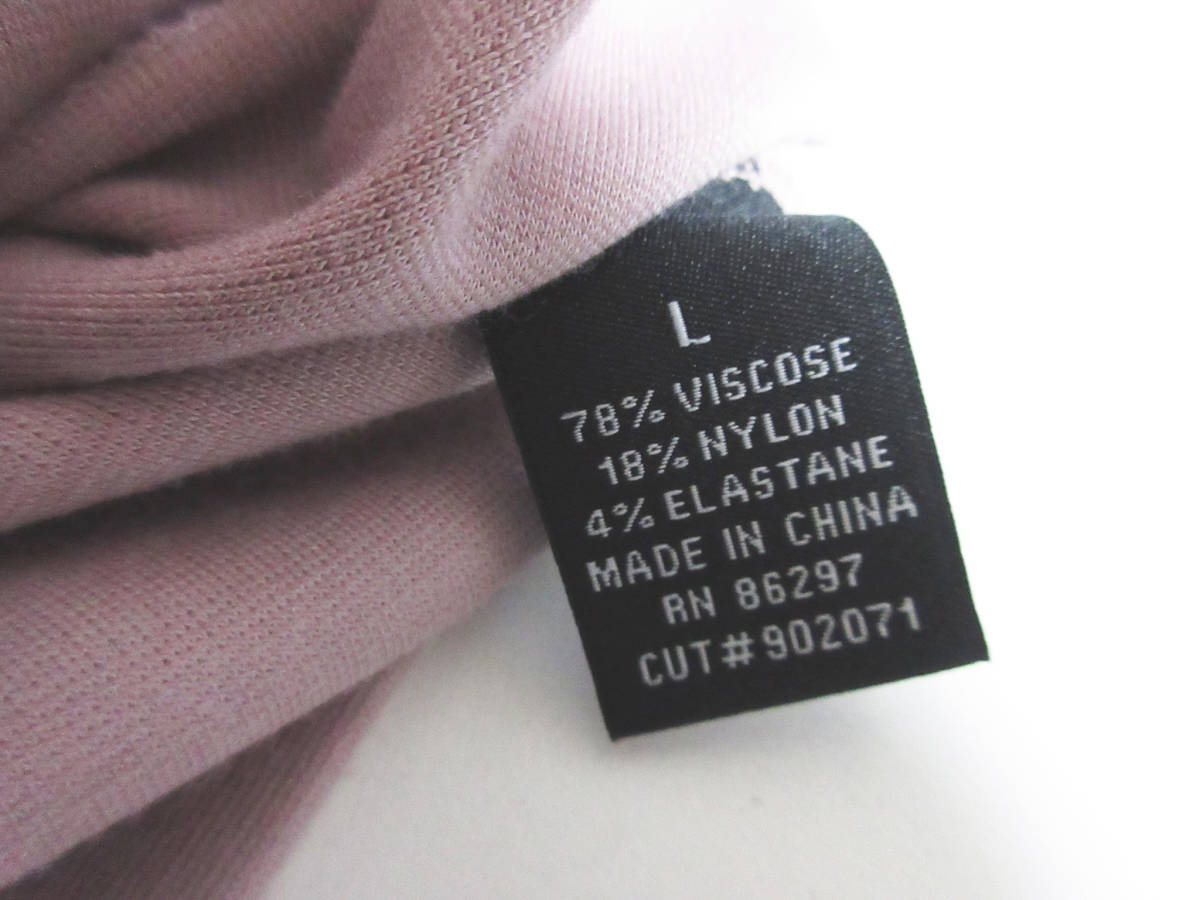 L
78% VISCOSE
18% NYLON
4% ELASTANE
MADE IN CHINA
RN 86297
CUT#902071